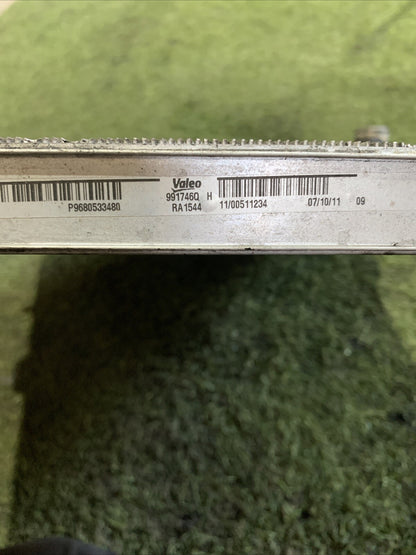 P9680533480
Valeo
991746Q H
RA1544
11/00511234 07/10/11 09